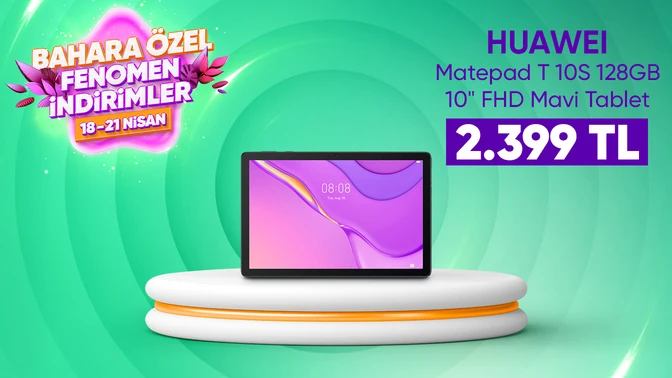 BAHARA ÖZEL
FENOMEN
İNDİRİMLER
18-21 NİSAN
HUAWEI
Matepad T 10S 128GB
10" FHD Mavi Tablet
2.399 TL
08:08